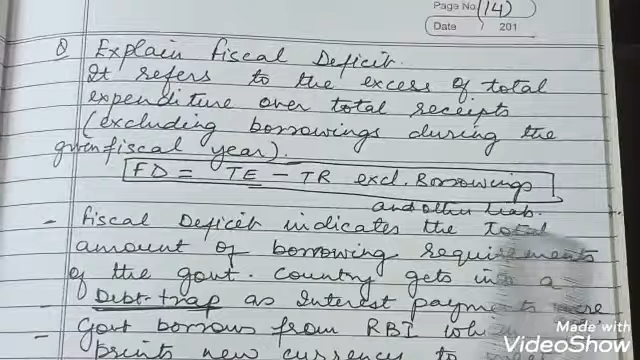 Page No. (14)
Date / 201
Q Explain Fiscal Deficit.
It refers to the excess of total
expenditure over total receipts
(excluding borrowings during the
given fiscal year).
FD = TE - TR excl. Borrowings
and other liab.
- Fiscal Deficit indicates the total
amount of borrowing requirements
of the govt. Country gets into a
- Debt-trap as interest payments
- Govt borrows from RBI
prints new currency to
Made with
VideoShow